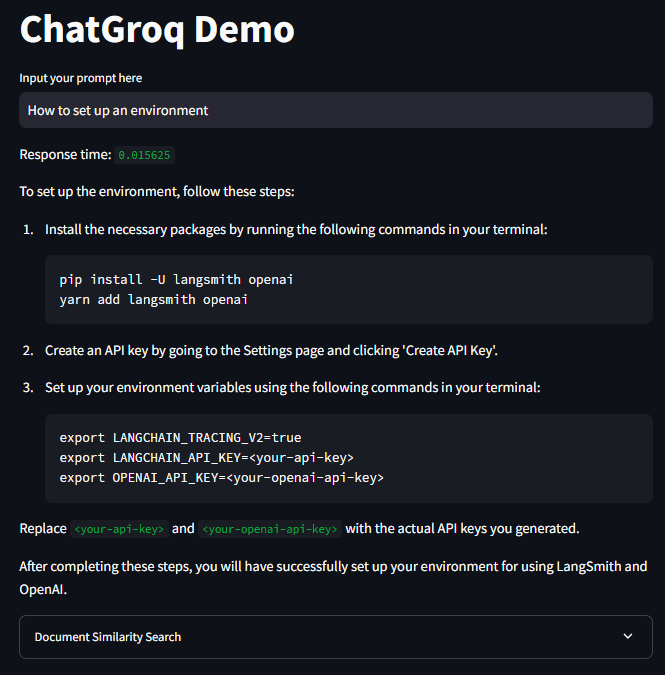 ChatGroq Demo
Input your prompt here
How to set up an environment
Response time: 0.015625
To set up the environment, follow these steps:
1. Install the necessary packages by running the following commands in your terminal:
pip install -U langsmith openai
yarn add langsmith openai
2. Create an API key by going to the Settings page and clicking 'Create API Key'.
3. Set up your environment variables using the following commands in your terminal:
export LANGCHAIN_TRACING_V2=true
export LANGCHAIN_API_KEY=<your-api-key>
export OPENAI_API_KEY=<your-openai-api-key>
Replace <your-api-key> and <your-openai-api-key> with the actual API keys you generated.
After completing these steps, you will have successfully set up your environment for using LangSmith and
OpenAI.
Document Similarity Search